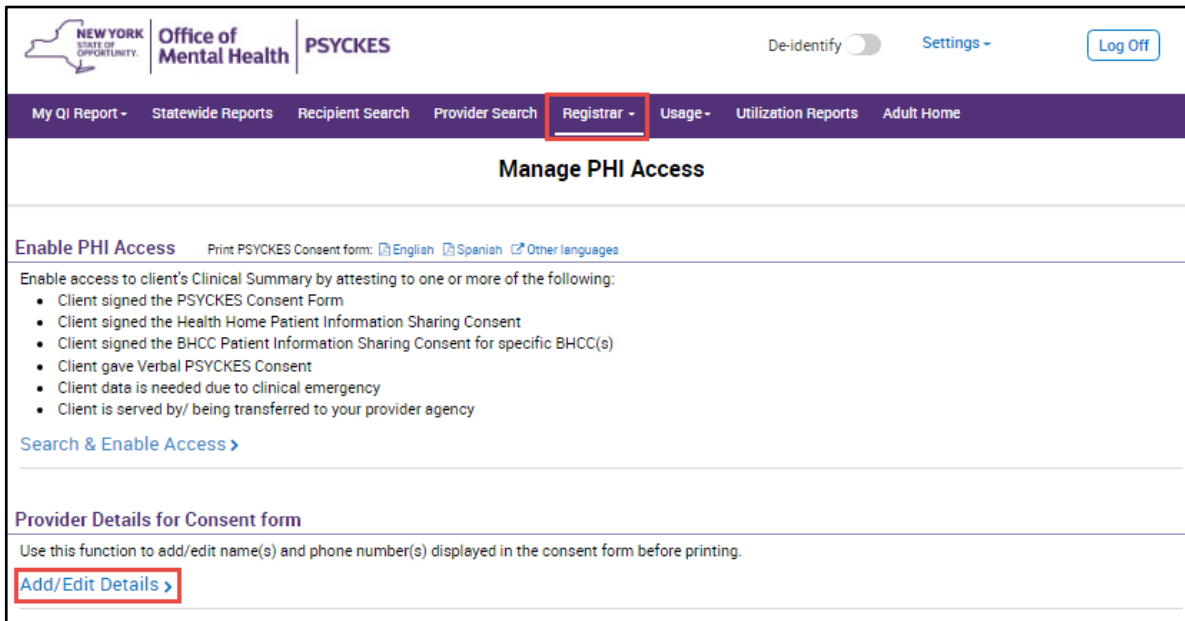 NEW YORK
STATE OF
OPPORTUNITY.
Office of
Mental Health
PSYCKES
De-identify
Settings
Log Off
My QI Report Statewide Reports Recipient Search Provider Search Registrar Usage Utilization Reports Adult Home
Manage PHI Access
Enable PHI Access Print PSYCKES Consent form: English Spanish Other languages
Enable access to client's Clinical Summary by attesting to one or more of the following:
• Client signed the PSYCKES Consent Form
• Client signed the Health Home Patient Information Sharing Consent
• Client signed the BHCC Patient Information Sharing Consent for specific BHCC(s)
• Client gave Verbal PSYCKES Consent
• Client data is needed due to clinical emergency
• Client is served by/ being transferred to your provider agency
Search & Enable Access >
Provider Details for Consent form
Use this function to add/edit name(s) and phone number(s) displayed in the consent form before printing.
Add/Edit Details >